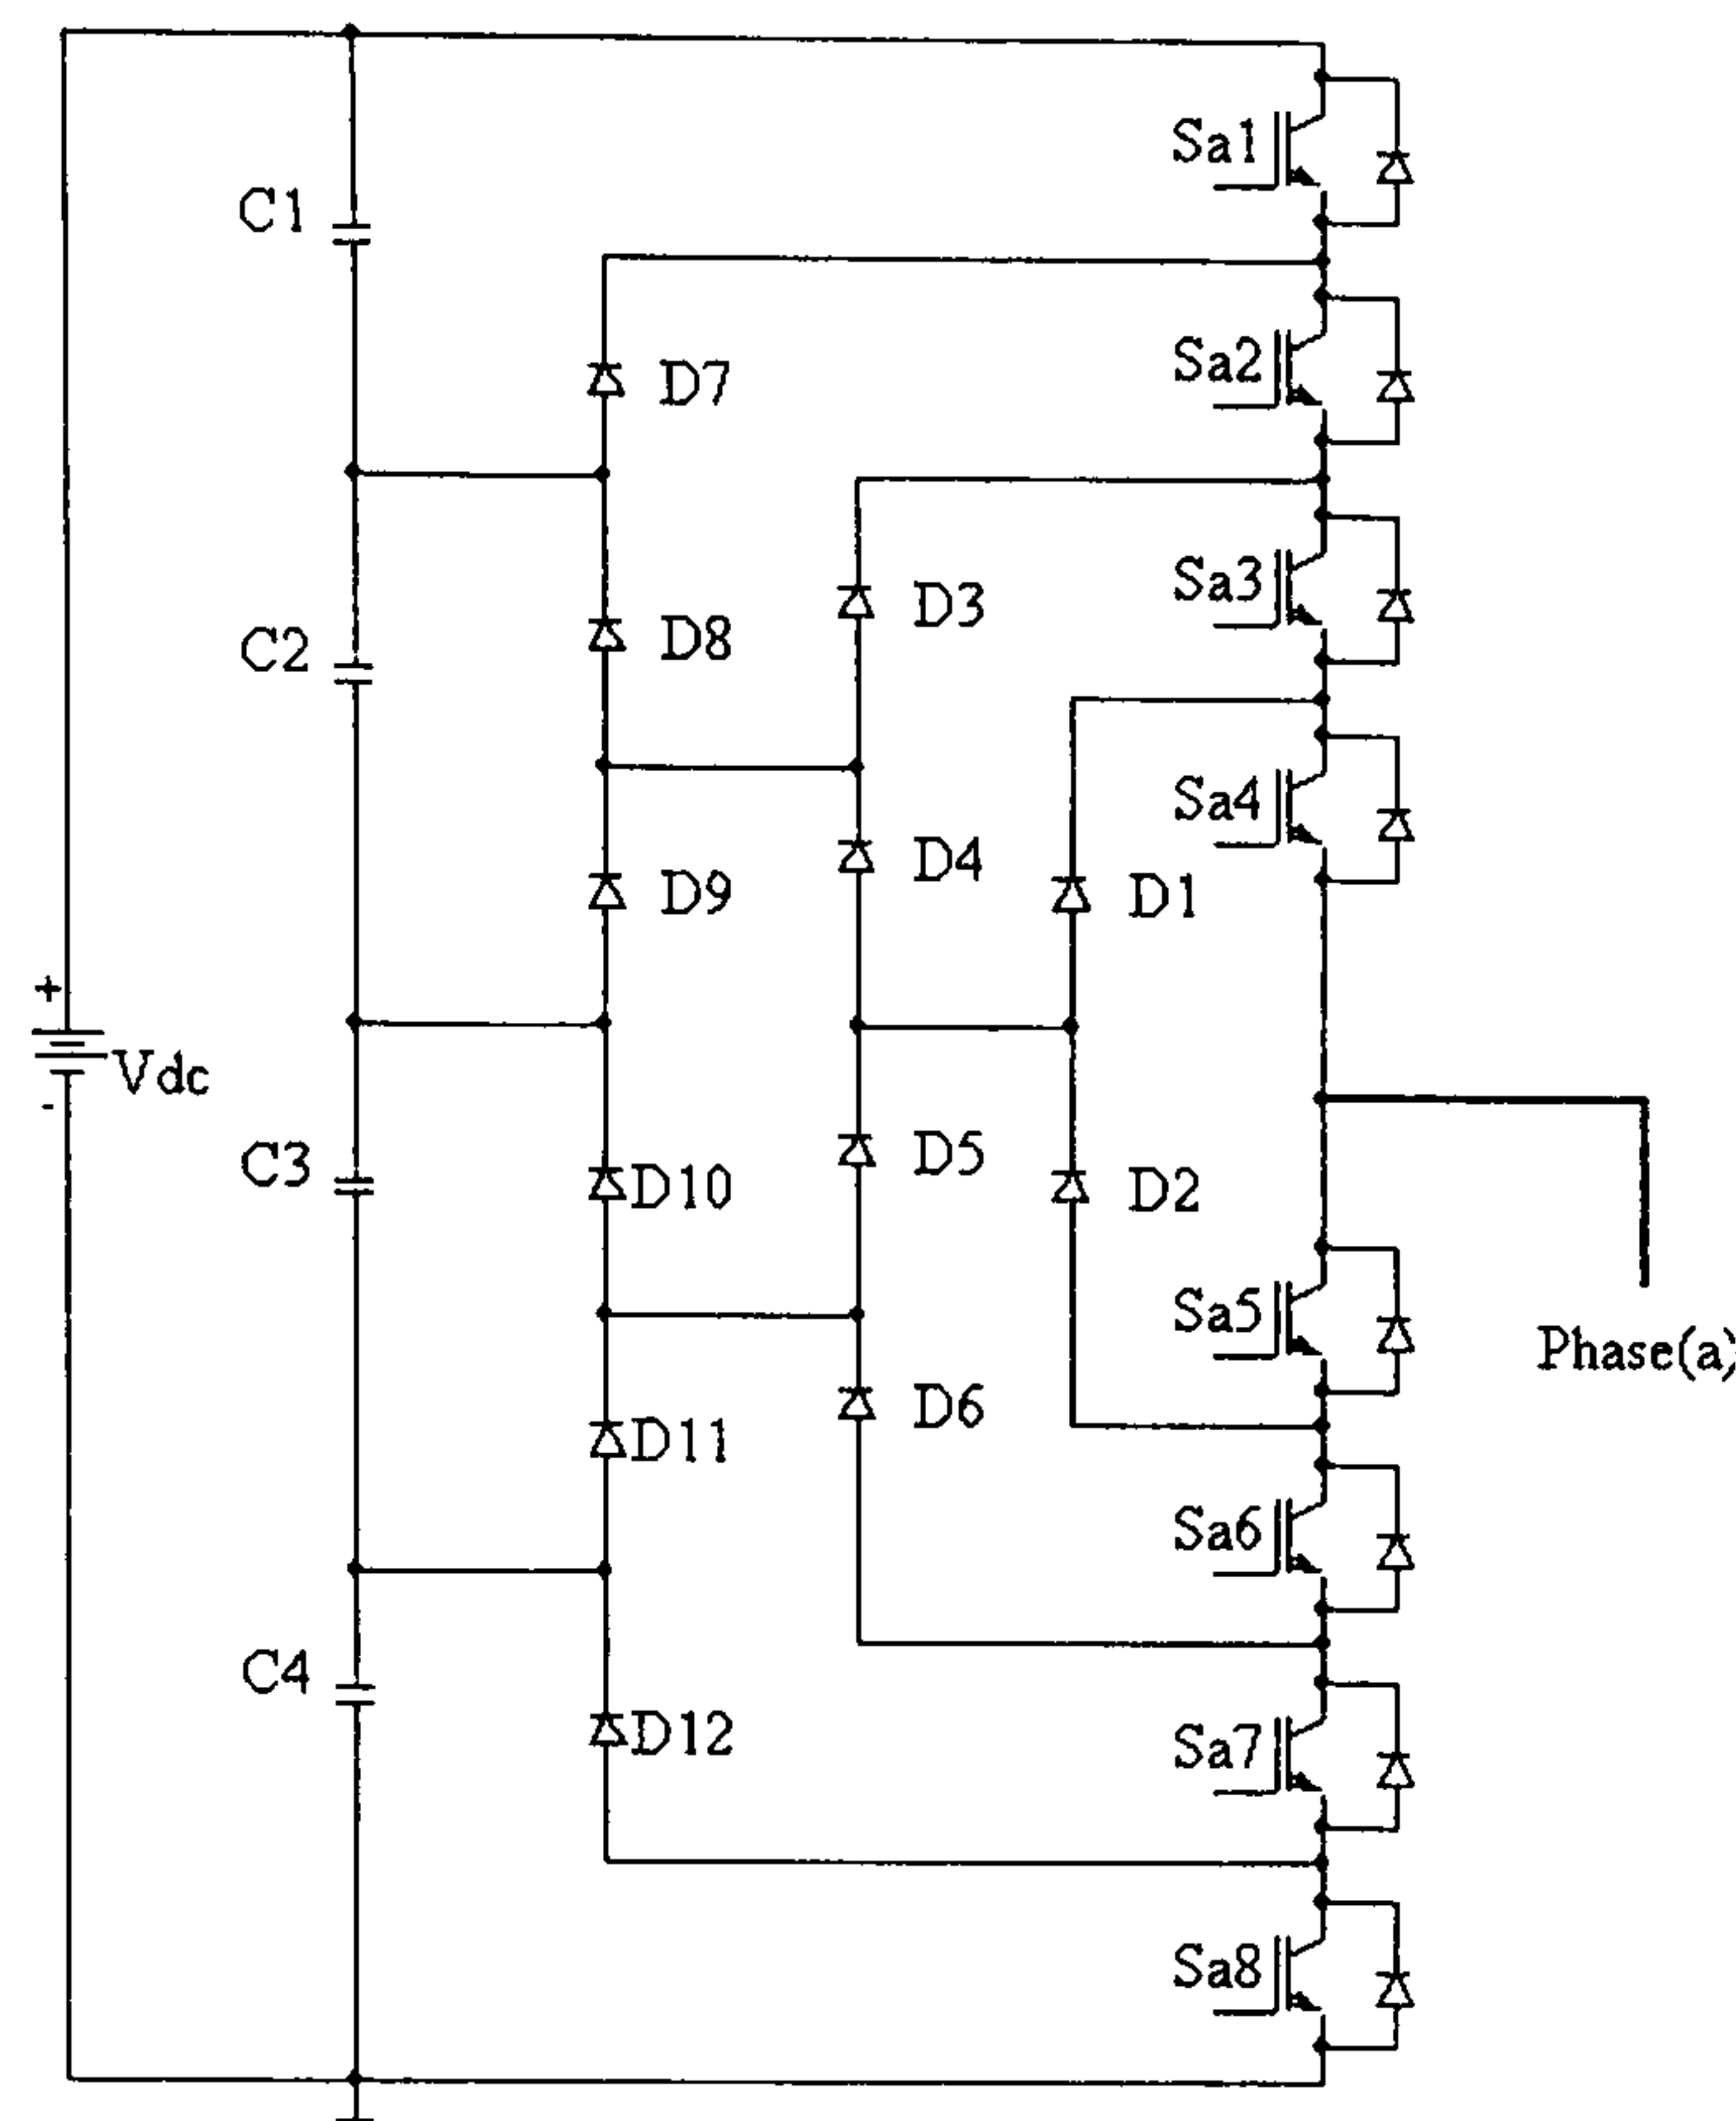 Sa1
C1
Sa2
D7
Sa3
D3
C2
D8
Sa4
D4
D9
D1
+
Vdc
-
C3
D5
D10
D2
Sa5
Phase(a)
D6
D11
Sa6
C4
D12
Sa7
Sa8